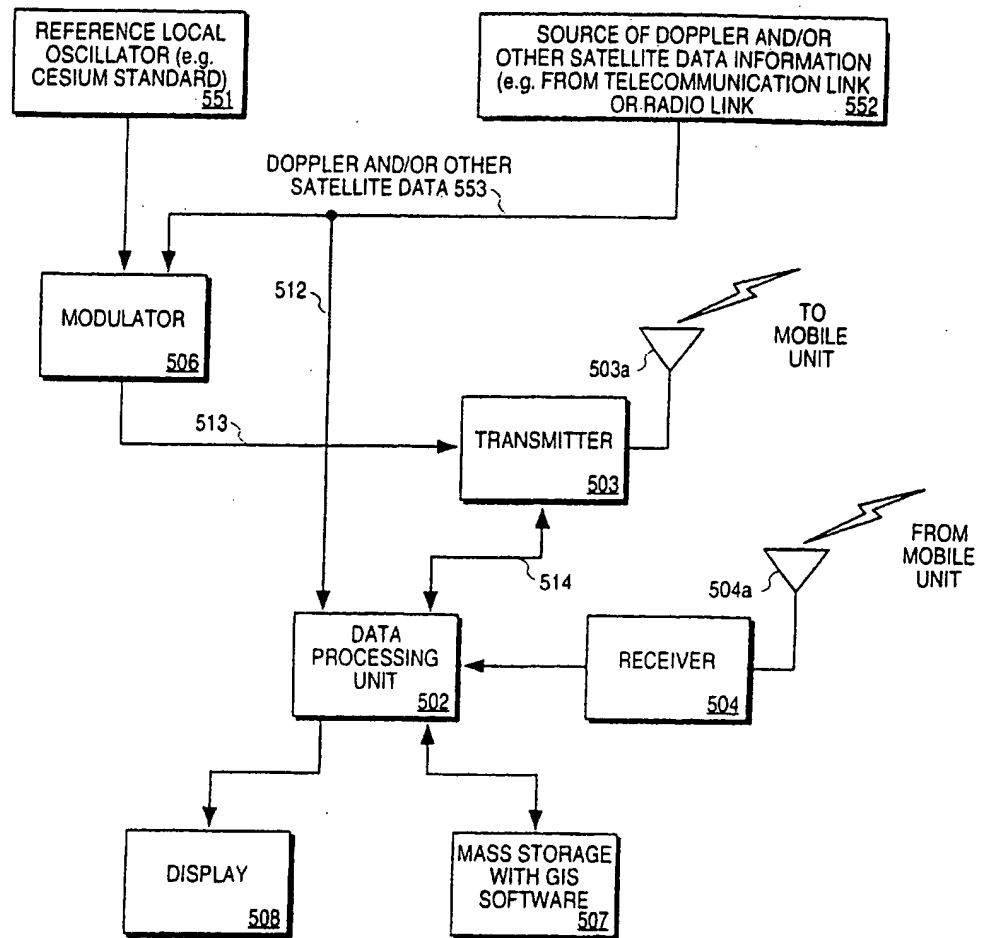 REFERENCE LOCAL
OSCILLATOR (e.g.
CESIUM STANDARD)
551
SOURCE OF DOPPLER AND/OR
OTHER SATELLITE DATA INFORMATION
(e.g. FROM TELECOMMUNICATION LINK
OR RADIO LINK
552
DOPPLER AND/OR OTHER
SATELLITE DATA 553
MODULATOR
506
512
TO
MOBILE
UNIT
503a
513
TRANSMITTER
503
FROM
MOBILE
UNIT
514
504a
DATA
PROCESSING
UNIT
502
RECEIVER
504
DISPLAY
508
MASS STORAGE
WITH GIS
SOFTWARE
507